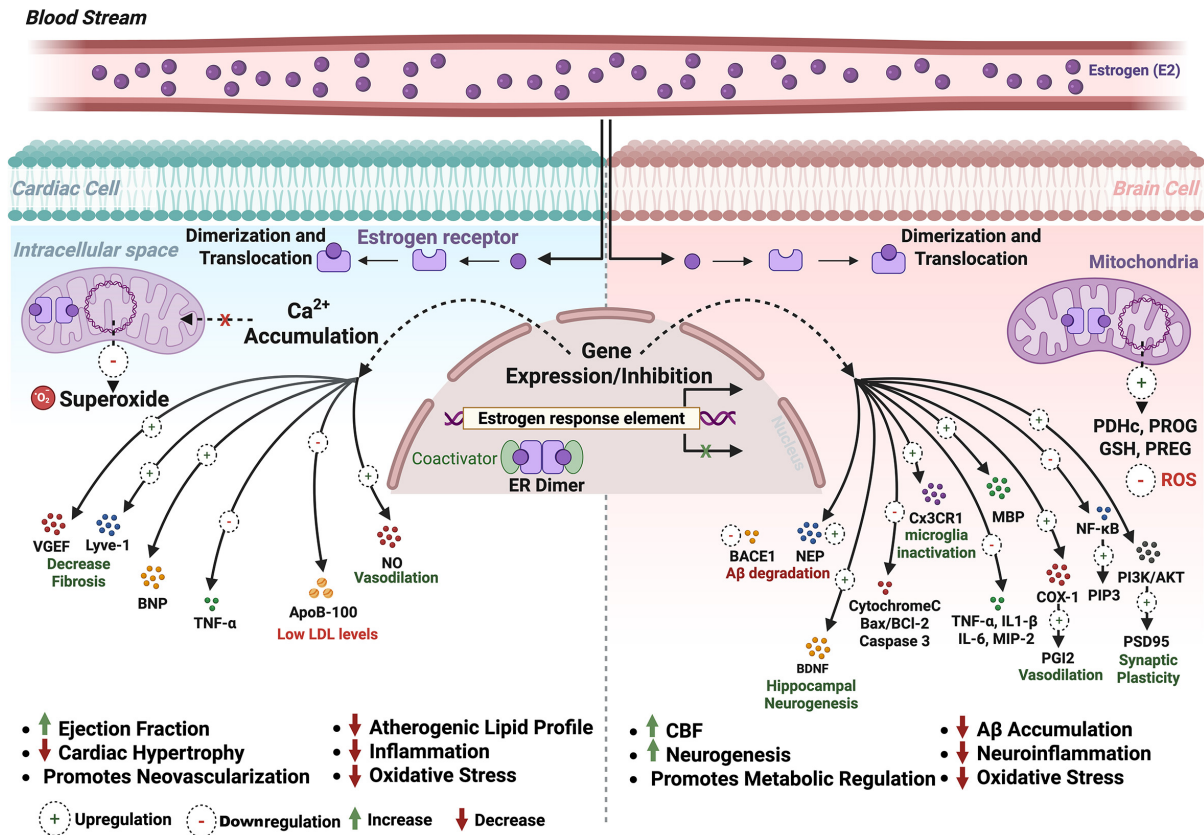 Blood Stream
Estrogen (E2)
Cardiac Cell
Brain Cell
Intracellular space
Dimerization and
Translocation
Estrogen receptor
Dimerization and
Translocation
Mitochondria
Ca2+
Accumulation
X
-
·O2-
Superoxide
Gene
Expression/Inhibition
Estrogen response element
X
Coactivator
ER Dimer
Nucleus
+
PDHc, PROG
GSH, PREG
- ROS
+
+
-
-
+
VGEF
Decrease
Fibrosis
Lyve-1
BNP
TNF-α
ApoB-100
Low LDL levels
NO
Vasodilation
-
BACE1
NEP
+
Aβ degradation
+
BDNF
Hippocampal
Neurogenesis
-
CytochromeC
Bax/BCl-2
Caspase 3
+
Cx3CR1
microglia
inactivation
+
MBP
-
TNF-α, IL1-β
IL-6, MIP-2
+
COX-1
+
PGI2
Vasodilation
-
NF-κB
+
PIP3
+
PI3K/AKT
+
PSD95
Synaptic
Plasticity
• Ejection Fraction
• Cardiac Hypertrophy
• Promotes Neovascularization
• Atherogenic Lipid Profile
• Inflammation
• Oxidative Stress
• CBF
• Neurogenesis
• Promotes Metabolic Regulation
• Aβ Accumulation
• Neuroinflammation
• Oxidative Stress
+ Upregulation - Downregulation Increase Decrease